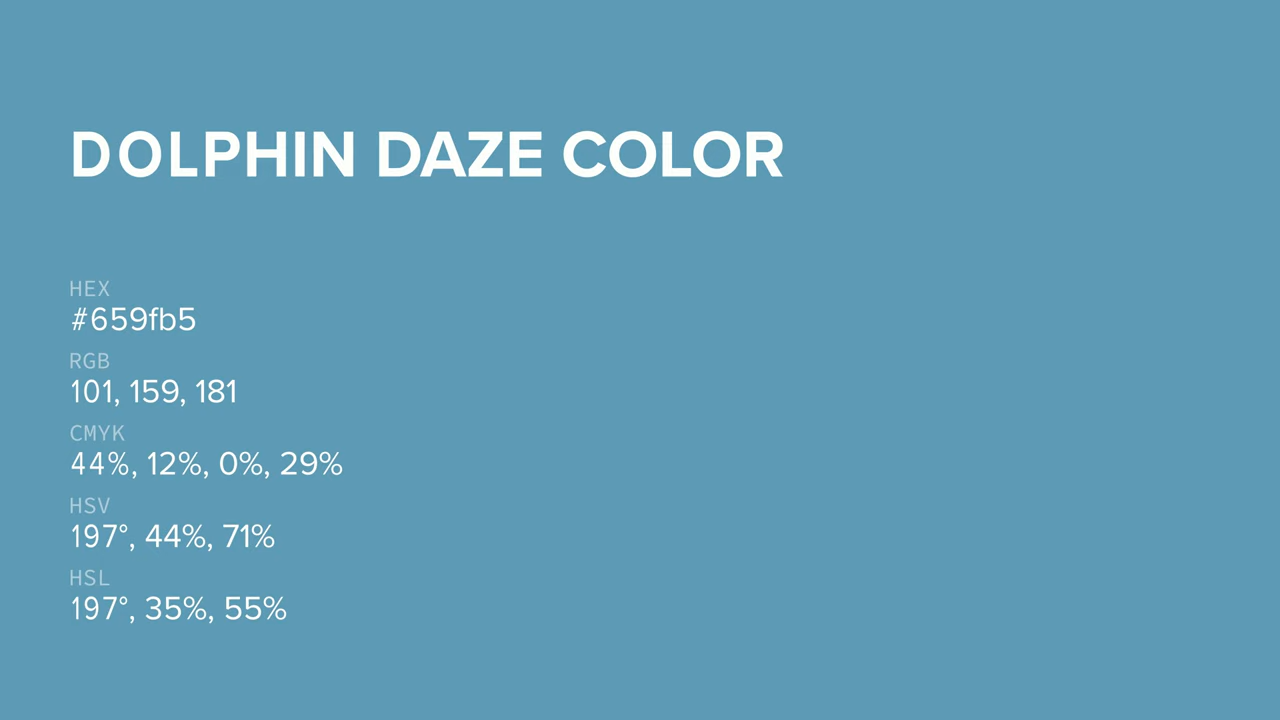 DOLPHIN DAZE COLOR
HEX
#659fb5
RGB
101, 159, 181
CMYK
44%, 12%, 0%, 29%
HSV
197°, 44%, 71%
HSL
197°, 35%, 55%